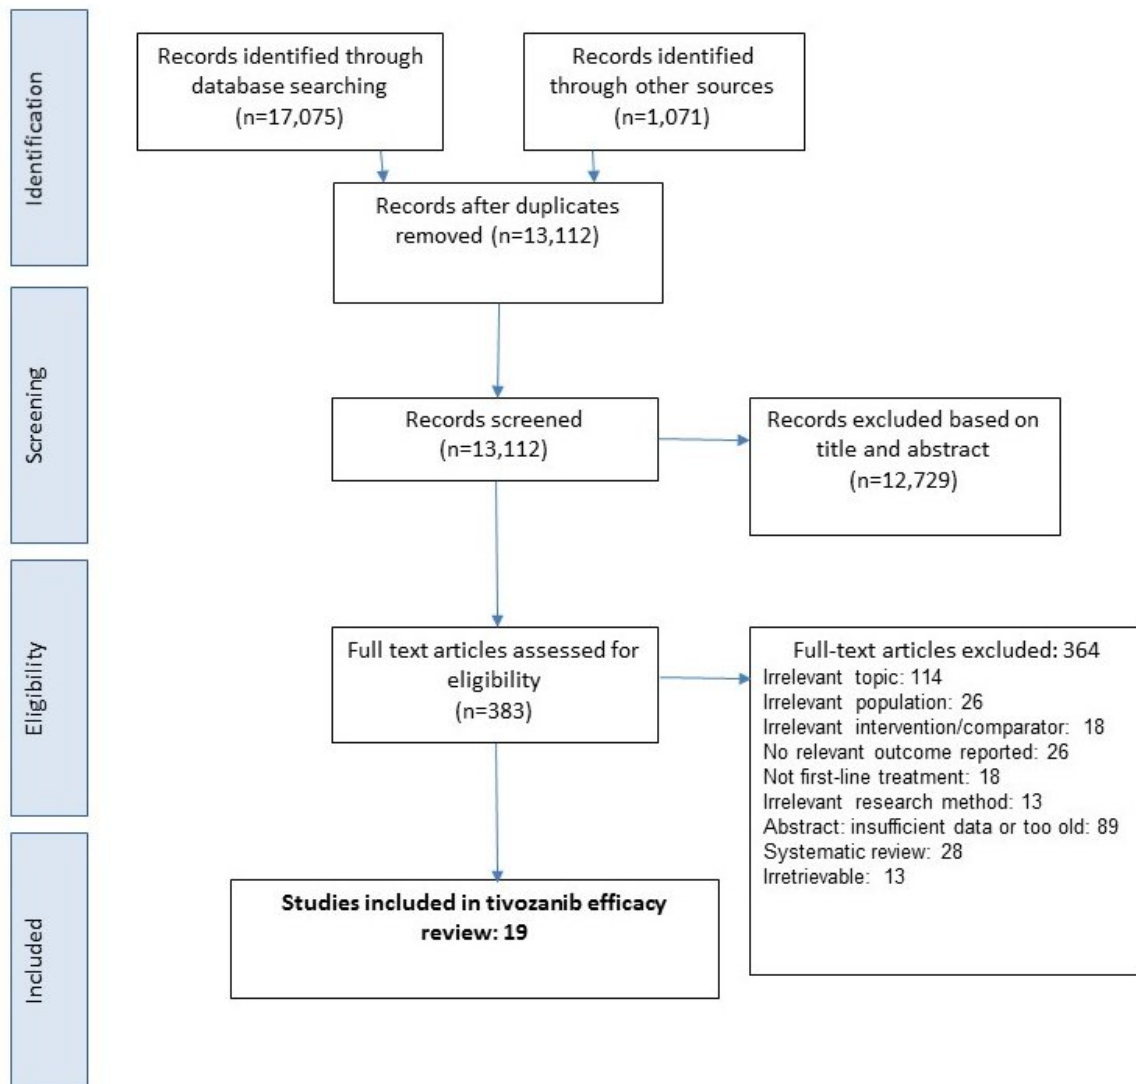 Identification
Records identified through
database searching
(n=17,075)
Records identified
through other sources
(n=1,071)
Records after duplicates
removed (n=13,112)
Screening
Records screened
(n=13,112)
Records excluded based on
title and abstract
(n=12,729)
Eligibility
Full text articles assessed for
eligibility
(n=383)
Full-text articles excluded: 364
Irrelevant topic: 114
Irrelevant population: 26
Irrelevant intervention/comparator: 18
No relevant outcome reported: 26
Not first-line treatment: 18
Irrelevant research method: 13
Abstract: insufficient data or too old: 89
Systematic review: 28
Irretrievable: 13
Included
Studies included in tivozanib efficacy
review: 19